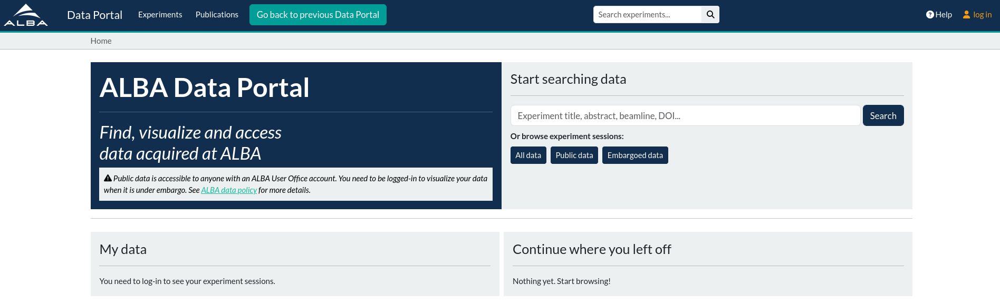 ALBA
Data Portal
Experiments
Publications
Go back to previous Data Portal
Search experiments...
Help
log in
Home
ALBA Data Portal
Find, visualize and access
data acquired at ALBA
Public data is accessible to anyone with an ALBA User Office account. You need to be logged-in to visualize your data
when it is under embargo. See ALBA data policy for more details.
Start searching data
Experiment title, abstract, beamline, DOI...
Search
Or browse experiment sessions:
All data
Public data
Embargoed data
My data
You need to log-in to see your experiment sessions.
Continue where you left off
Nothing yet. Start browsing!